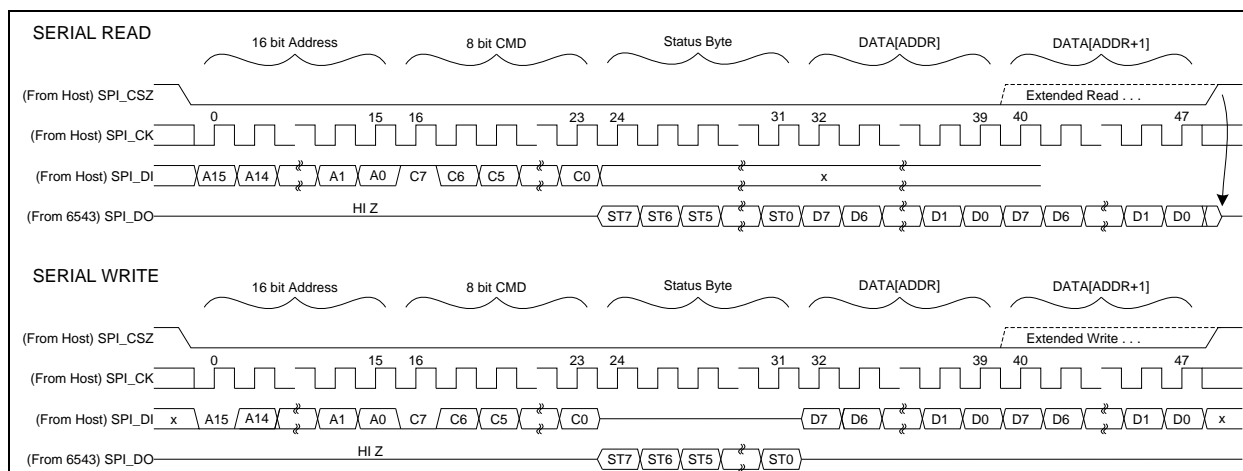 SERIAL READ
16 bit Address 8 bit CMD Status Byte DATA[ADDR] DATA[ADDR+1]
(From Host) SPI_CSZ Extended Read . . .
0 15 16 23 24 31 32 39 40 47
(From Host) SPI_CK
(From Host) SPI_DI A15 A14 A1 A0 C7 C6 C5 C0 x
(From 6543) SPI_DO HI Z ST7 ST6 ST5 ST0 D7 D6 D1 D0 D7 D6 D1 D0
SERIAL WRITE
16 bit Address 8 bit CMD Status Byte DATA[ADDR] DATA[ADDR+1]
(From Host) SPI_CSZ Extended Write . . .
0 15 16 23 24 31 32 39 40 47
(From Host) SPI_CK
(From Host) SPI_DI x A15 A14 A1 A0 C7 C6 C5 C0 D7 D6 D1 D0 D7 D6 D1 D0 x
(From 6543) SPI_DO HI Z ST7 ST6 ST5 ST0